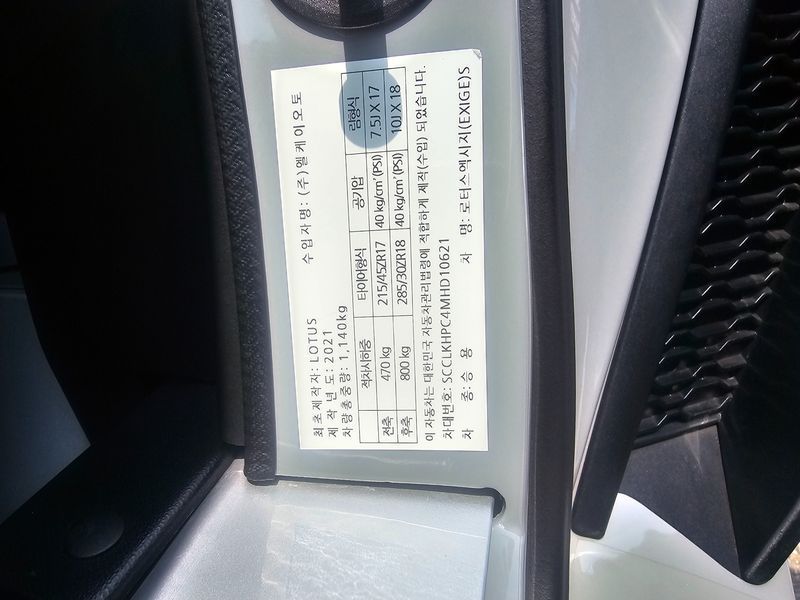 최초제작자: LOTUS 수입자명: (주)엘케이오토
제작년도: 2021
차량총중량: 1,140kg
적차시하중 타이어형식 공기압 림형식
전축 470 kg 215/45ZR17 40 kg/cm²(PSI) 7.5J X 17
후축 800 kg 285/30ZR18 40 kg/cm²(PSI) 10J X 18
이 자동차는 대한민국 자동차관리법령에 적합하게 제작(수입) 되었습니다.
차대번호: SCCLKHPC4MHD10621
차 종: 승 용 차 명: 로터스엑시지(EXIGE)S